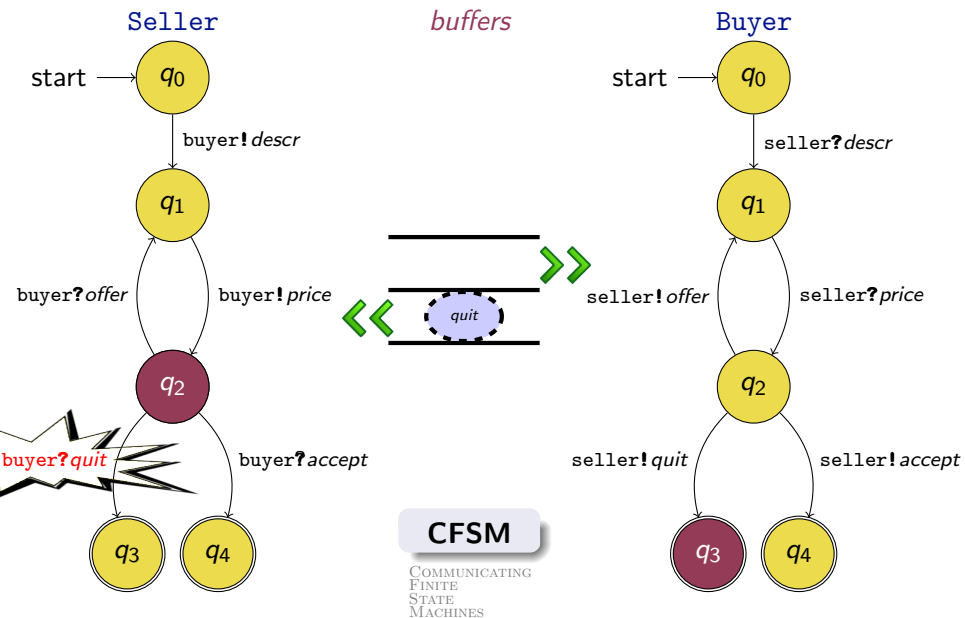 Seller
buffers
Buyer
start
q0
start
q0
buyer!descr
seller?descr
q1
q1
buyer?offer
buyer!price
seller!offer
seller?price
quit
q2
q2
buyer?quit
buyer?accept
seller!quit
seller!accept
q3
q4
q3
q4
CFSM
COMMUNICATING
FINITE
STATE
MACHINES